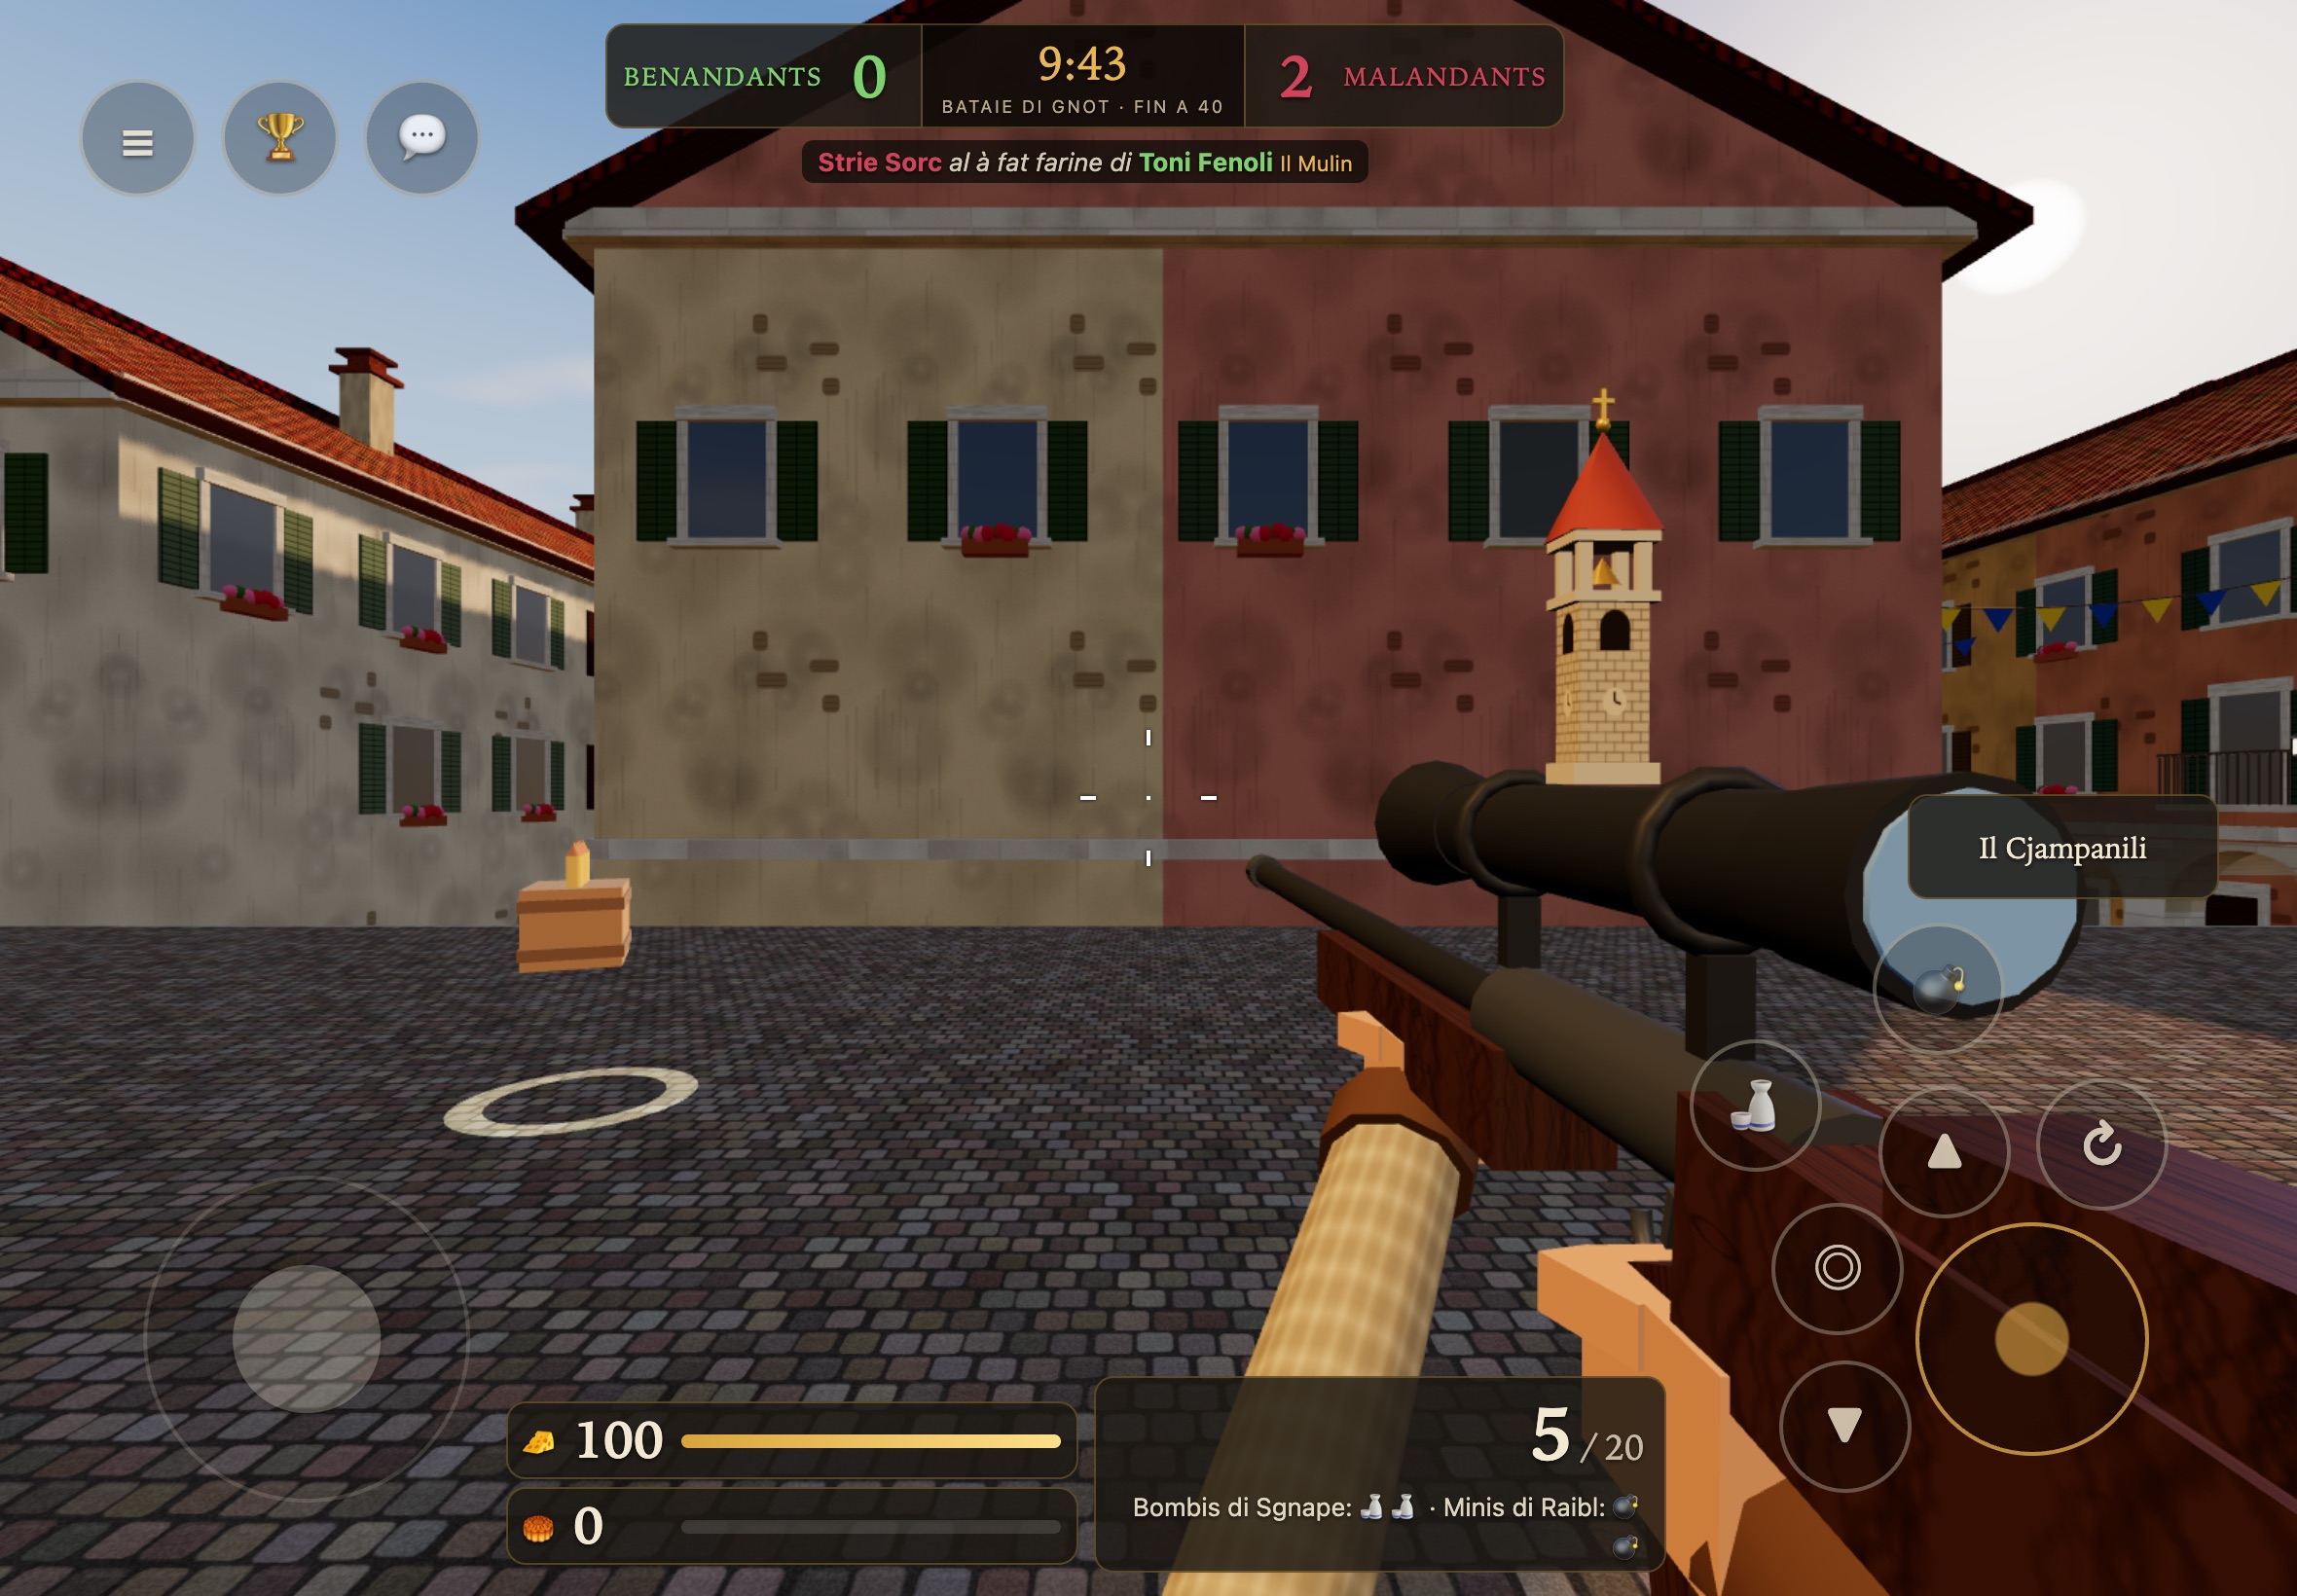 BENANDANTS 0
9:43
BATAIE DI GNOT · FIN A 40
2 MALANDANTS
Strie Sorc al à fat farine di Toni Fenoli Il Mulin
Il Cjampanili
100
0
5 / 20
Bombis di Sgnape: · Minis di Raibl: